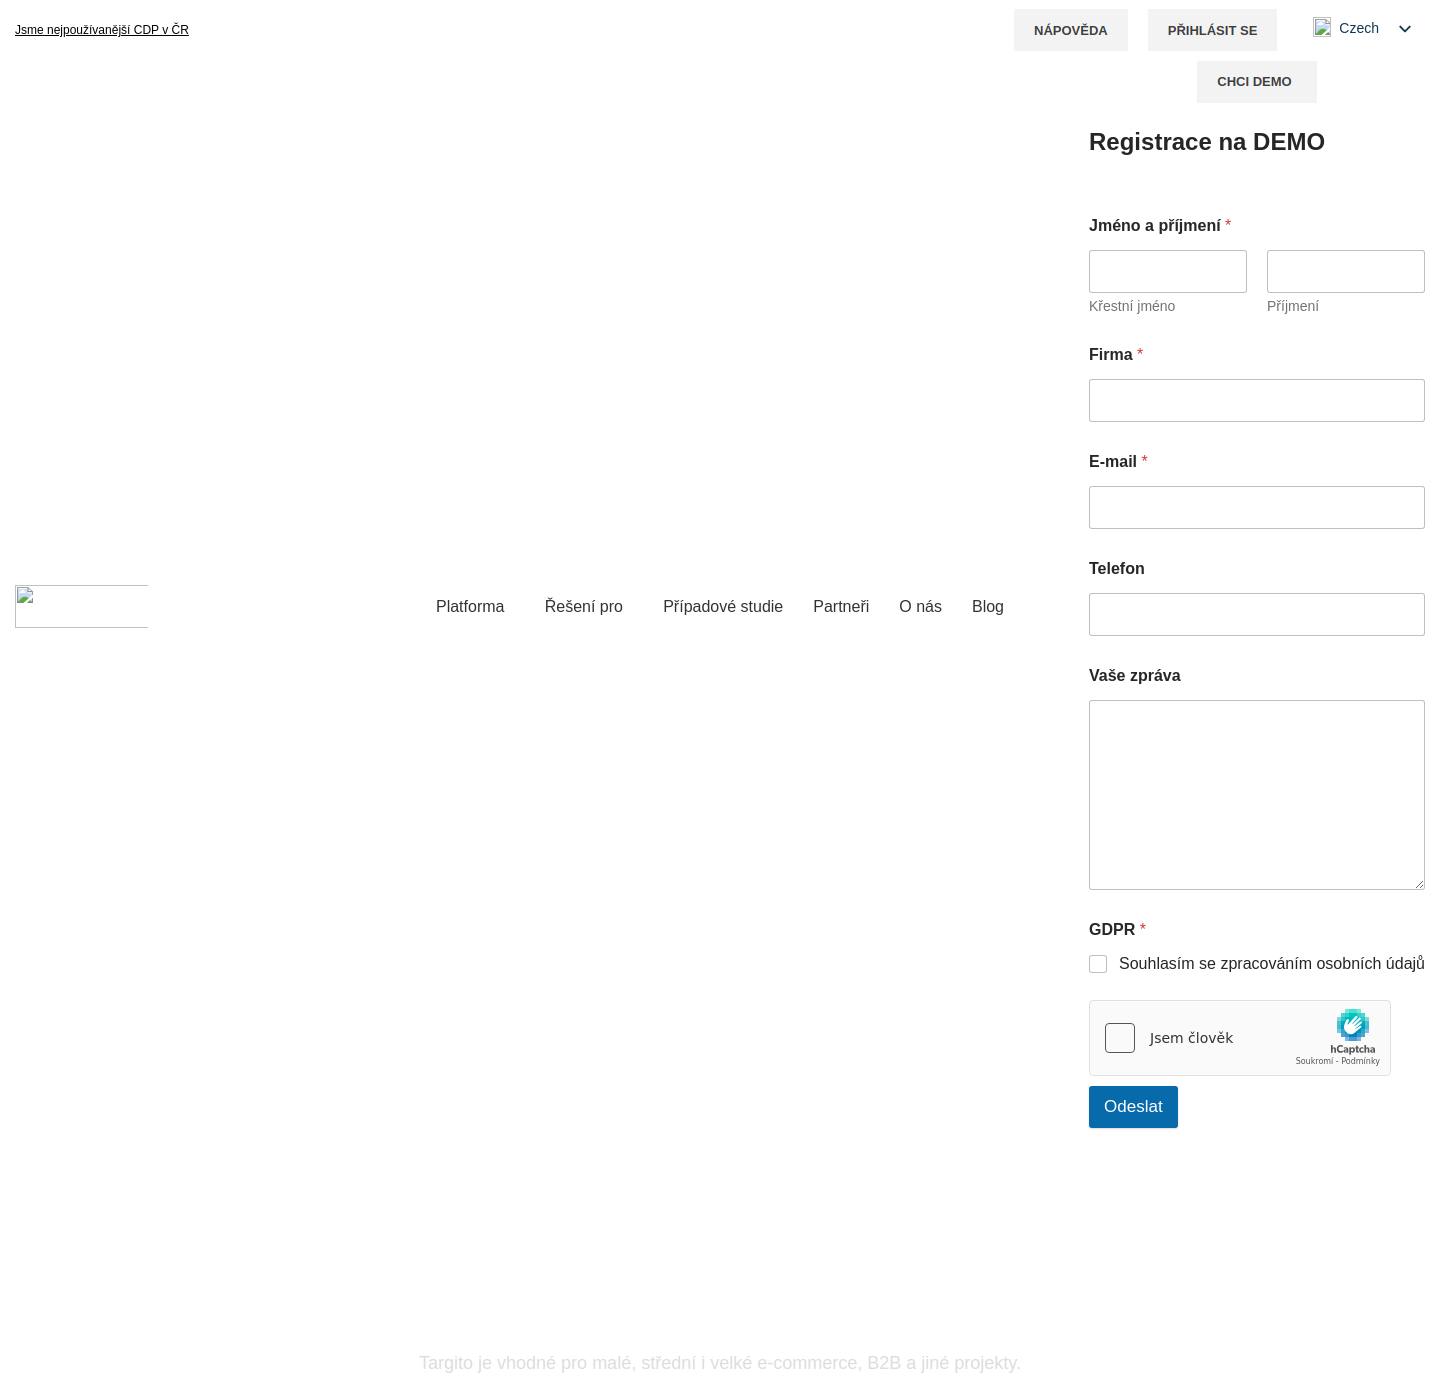 Jsme nejpoužívanější CDP v ČR
NÁPOVĚDA
PŘIHLÁSIT SE
Czech
CHCI DEMO
Registrace na DEMO
Jméno a příjmení *
Křestní jméno
Příjmení
Firma *
E-mail *
Telefon
Platforma
Řešení pro
Případové studie
Partneři
O nás
Blog
Vaše zpráva
GDPR *
Souhlasím se zpracováním osobních údajů
Jsem člověk
hCaptcha
Soukromí - Podmínky
Odeslat
Targito je vhodné pro malé, střední i velké e-commerce, B2B a jiné projekty.